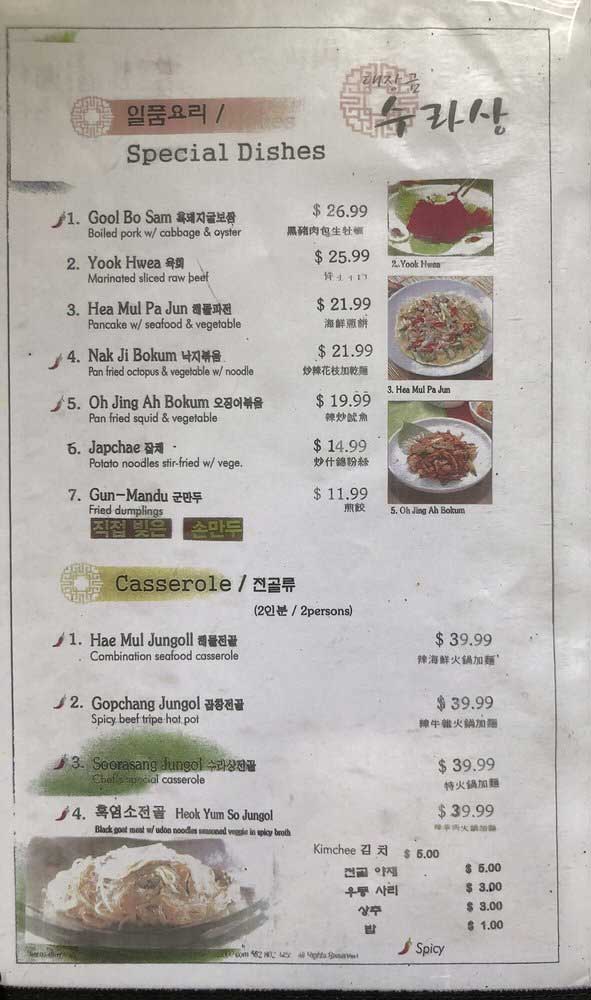 대장금
수라상
일품요리 /
Special Dishes
1. Gool Bo Sam 흑돼지굴보쌈 $ 26.99
Boiled pork w/ cabbage & oyster 黑豬肉包生牡蠣
2. Yook Hwea 육회 $ 25.99
Marinated sliced raw beef
2. Yook Hwea
3. Hea Mul Pa Jun 해물파전 $ 21.99
Pancake w/ seafood & vegetable 海鮮煎餅
4. Nak Ji Bokum 낙지볶음 $ 21.99
Pan fried octopus & vegetable w/ noodle 炒辣花枝加乾麵
3. Hea Mul Pa Jun
5. Oh Jing Ah Bokum 오징어볶음 $ 19.99
Pan fried squid & vegetable 辣炒魷魚
6. Japchae 잡채 $ 14.99
Potato noodles stir-fried w/ vege. 炒什錦粉絲
7. Gun-Mandu 군만두 $ 11.99
Fried dumplings 煎餃
5. Oh Jing Ah Bokum
직접 빚은 손만두
Casserole / 전골류
(2인분 / 2persons)
1. Hae Mul Jungoll 해물전골 $ 39.99
Combination seafood casserole 辣海鮮火鍋加麵
2. Gopchang Jungol 곱창전골 $ 39.99
Spicy beef tripe hot pot 辣牛雜火鍋加麵
3. Soorasang Jungol 수라상전골 $ 39.99
Chef's special casserole 特火鍋加麵
4. 흑염소전골 Heok Yum So Jungol $ 39.99
Black goat meat w/ udon noodles seasoned veggie in spicy broth 辣羊肉火鍋加麵
Kimchee 김 치 $ 5.00
전골 야채 $ 5.00
우동 사리 $ 3.00
상추 $ 3.00
밥 $ 1.00
Spicy
All Rights Reserved